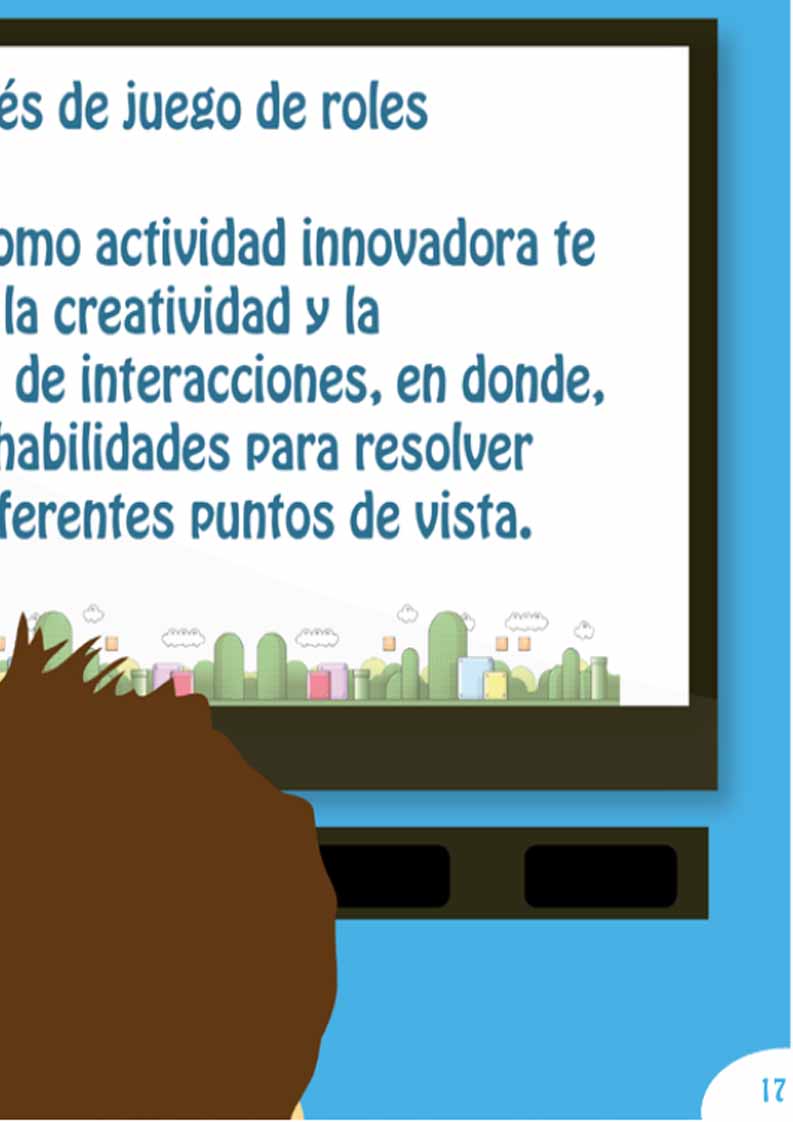 és de juego de roles
omo actividad innovadora te
la creatividad y la
de interacciones, en donde,
habilidades para resolver
ferentes puntos de vista.
17